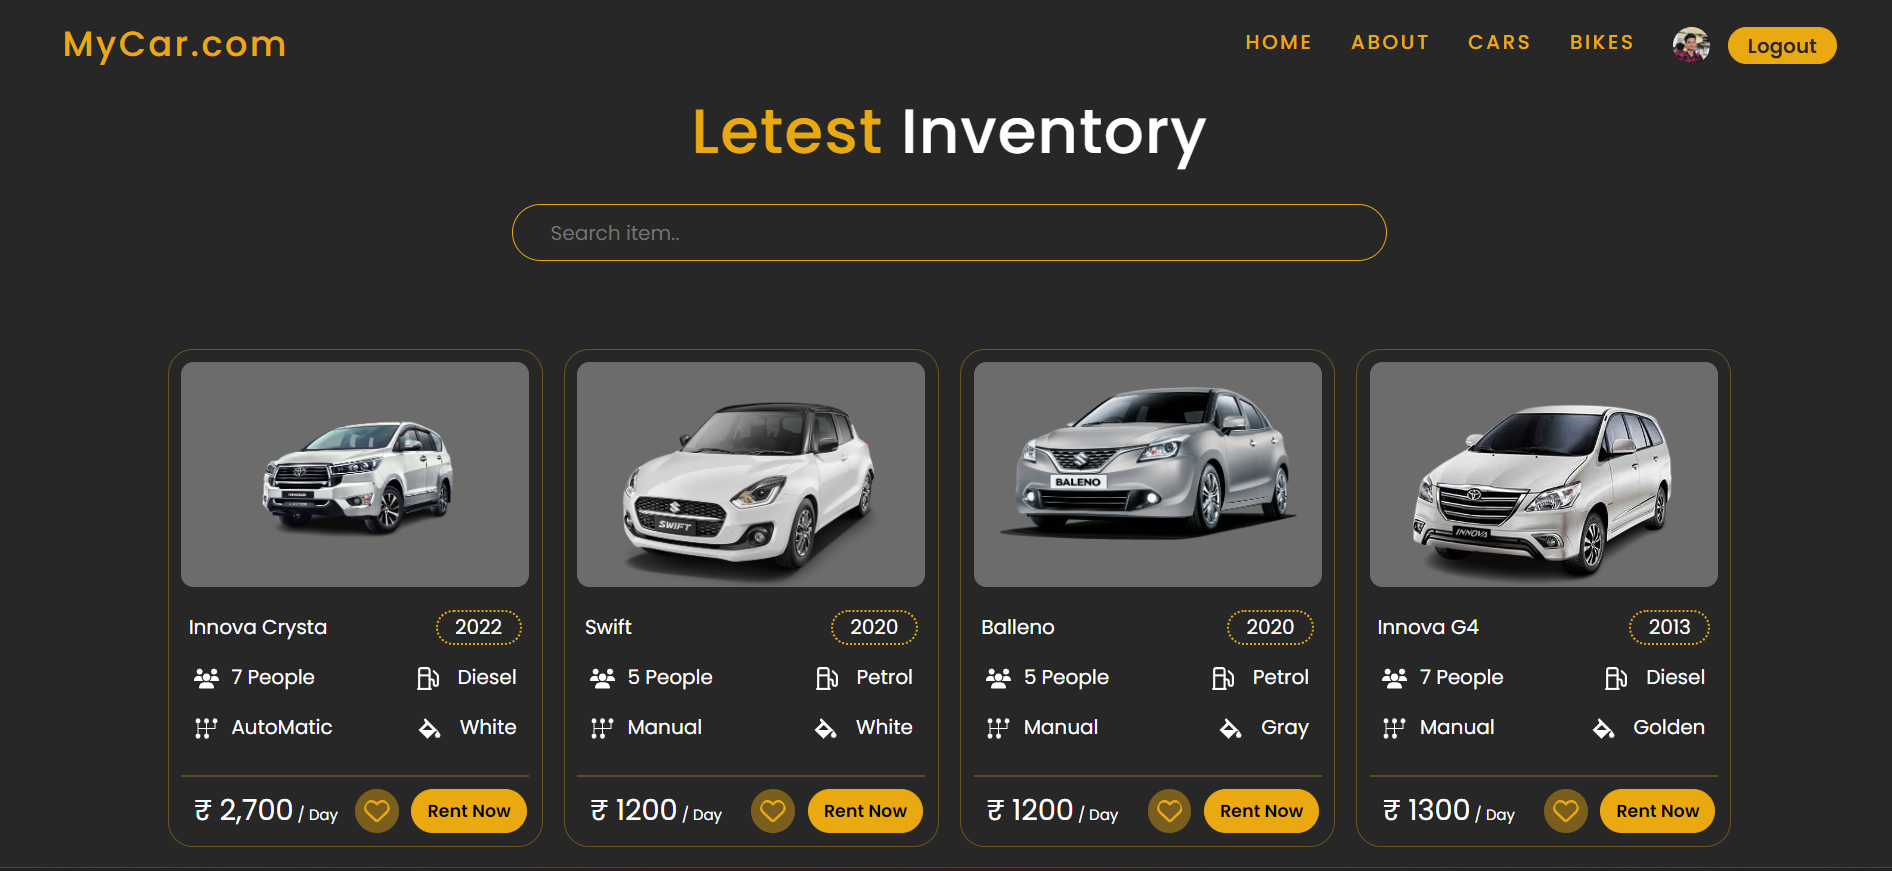 MyCar.com
HOME ABOUT CARS BIKES Logout
Letest Inventory
Search item..
SWIFT
BALENO
INNOVA
Innova Crysta 2022
7 People Diesel
AutoMatic White
₹ 2,700 / Day Rent Now
Swift 2020
5 People Petrol
Manual White
₹ 1200 / Day Rent Now
Balleno 2020
5 People Petrol
Manual Gray
₹ 1200 / Day Rent Now
Innova G4 2013
7 People Diesel
Manual Golden
₹ 1300 / Day Rent Now